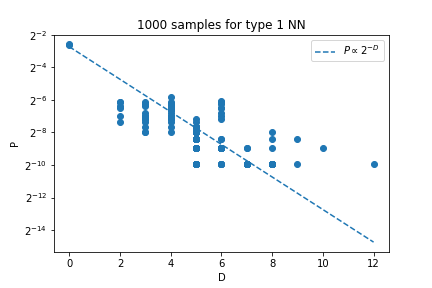 1000 samples for type 1 NN
P ∝ 2^{-D}
2^{-2}
2^{-4}
2^{-6}
2^{-8}
2^{-10}
2^{-12}
2^{-14}
P
0 2 4 6 8 10 12
D